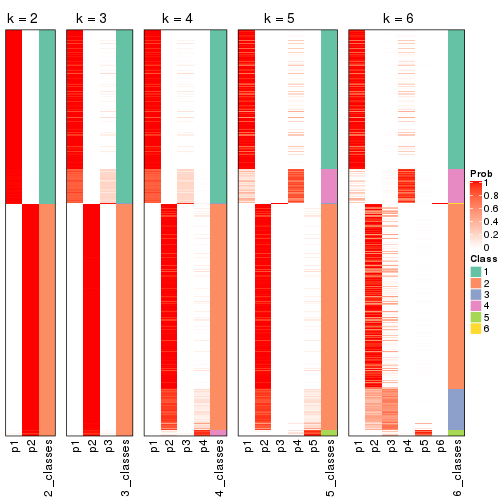 k = 2
k = 3
k = 4
k = 5
k = 6
p1
p2
2_classes
p1
p2
p3
3_classes
p1
p2
p3
p4
4_classes
p1
p2
p3
p4
p5
5_classes
p1
p2
p3
p4
p5
p6
6_classes
Prob
1
0.8
0.6
0.4
0.2
0
Class
1
2
3
4
5
6